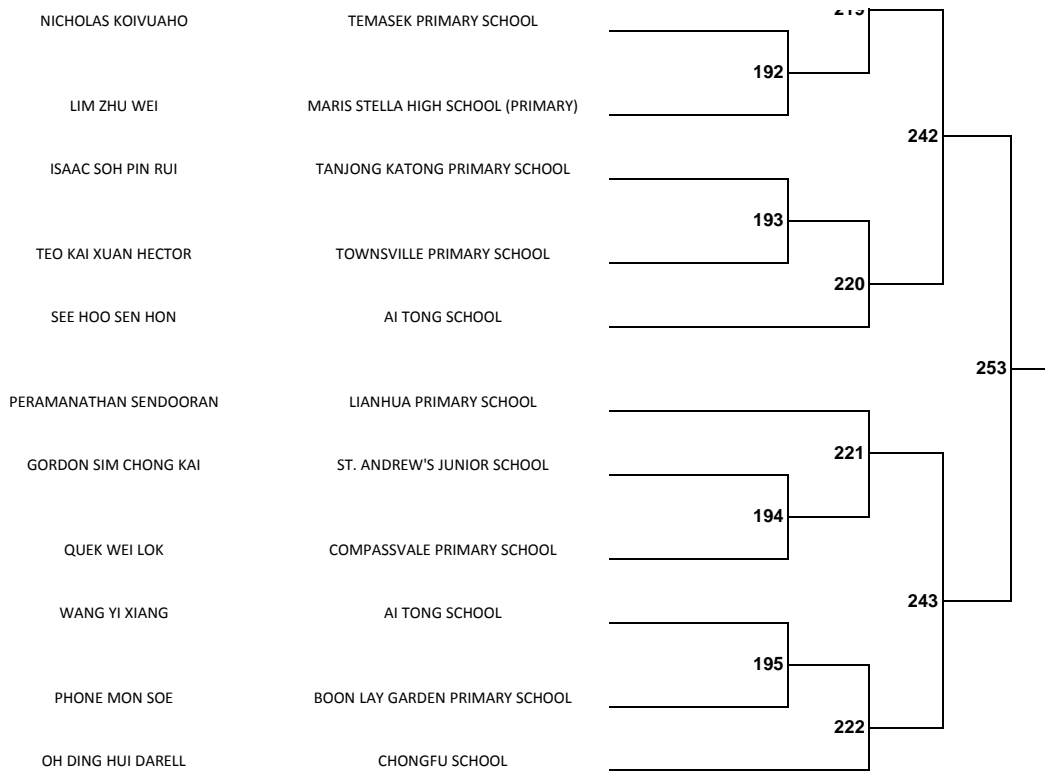 NICHOLAS KOIVUAHO TEMASEK PRIMARY SCHOOL
192
LIM ZHU WEI MARIS STELLA HIGH SCHOOL (PRIMARY)
242
ISAAC SOH PIN RUI TANJONG KATONG PRIMARY SCHOOL
193
TEO KAI XUAN HECTOR TOWNSVILLE PRIMARY SCHOOL
220
SEE HOO SEN HON AI TONG SCHOOL
253
PERAMANATHAN SENDOORAN LIANHUA PRIMARY SCHOOL
221
GORDON SIM CHONG KAI ST. ANDREW'S JUNIOR SCHOOL
194
QUEK WEI LOK COMPASSVALE PRIMARY SCHOOL
243
WANG YI XIANG AI TONG SCHOOL
195
PHONE MON SOE BOON LAY GARDEN PRIMARY SCHOOL
222
OH DING HUI DARELL CHONGFU SCHOOL